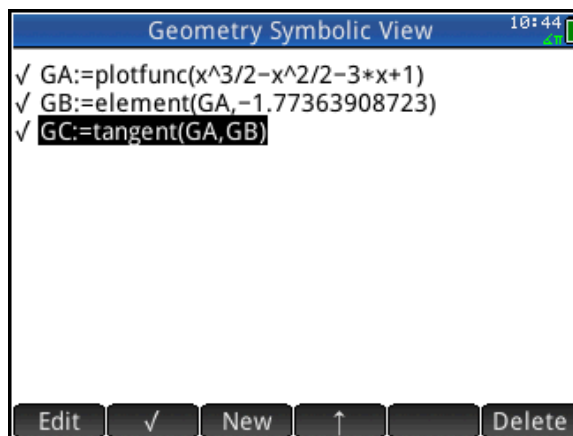 Geometry Symbolic View
10:44
∡π
√ GA:=plotfunc(x^3/2−x^2/2−3*x+1)
√ GB:=element(GA,−1.77363908723)
√ GC:=tangent(GA,GB)
Edit √ New ↑ Delete